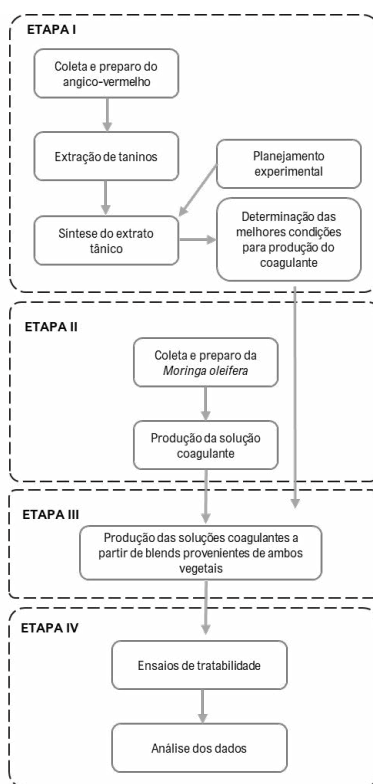 ETAPA I
Coleta e preparo do
angico-vermelho
Extração de taninos
Planejamento
experimental
Sintese do extrato
tânico
Determinação das
melhores condições
para produção do
coagulante
ETAPA II
Coleta e preparo da
Moringa oleifera
Produção da solução
coagulante
ETAPA III
Produção das soluções coagulantes a
partir de blends provenientes de ambos
vegetais
ETAPA IV
Ensaios de tratabilidade
Análise dos dados